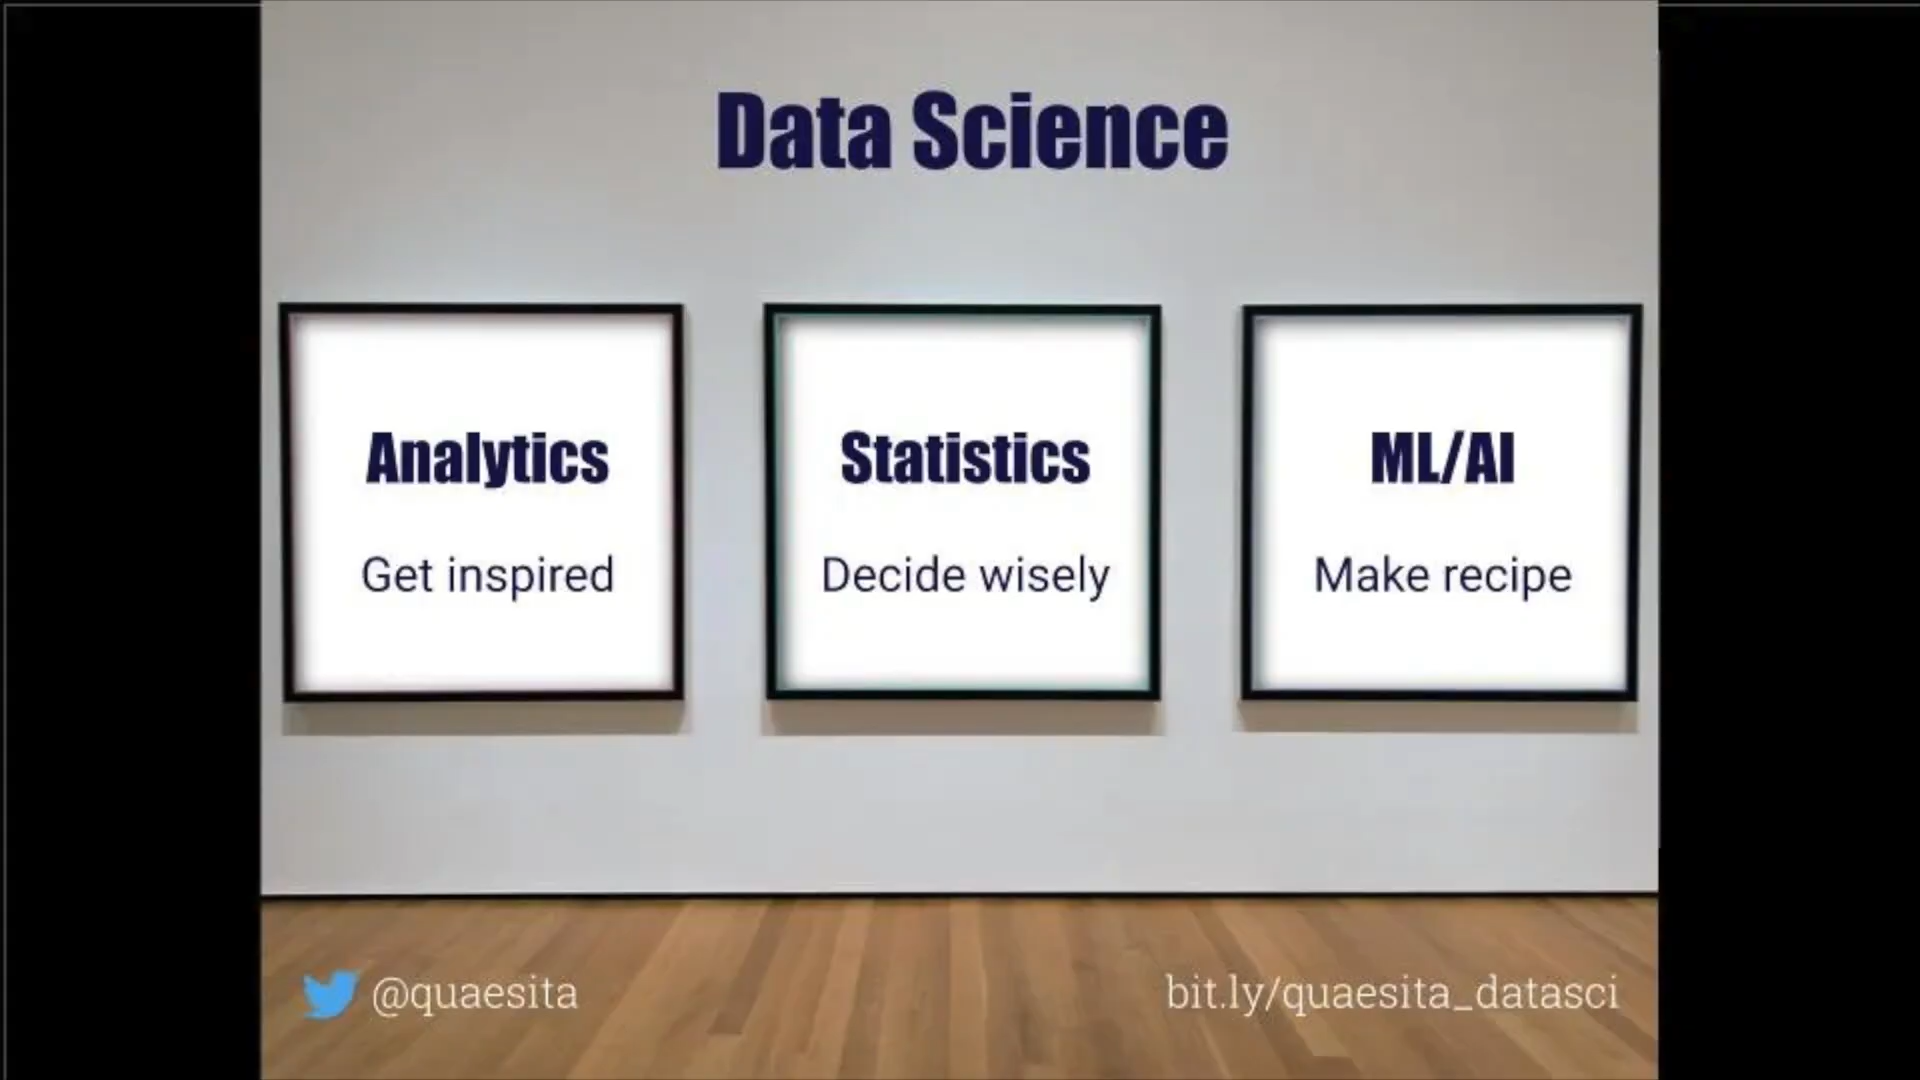 Data Science
Analytics
Get inspired
Statistics
Decide wisely
ML/AI
Make recipe
@quaesita
bit.ly/quaesita_datasci